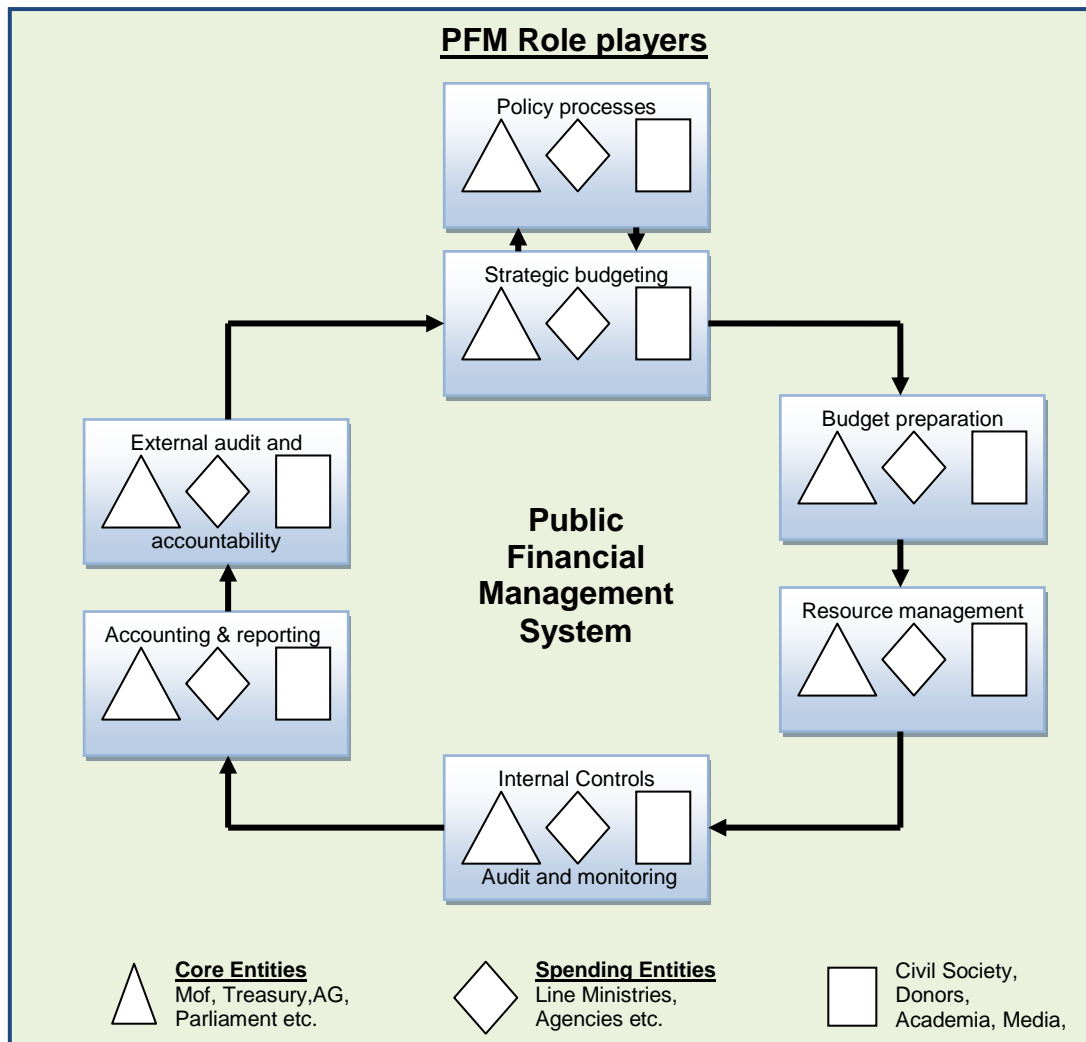 PFM Role players
Policy processes
Strategic budgeting
External audit and
accountability
Budget preparation
Public
Financial
Management
System
Accounting & reporting
Resource management
Internal Controls
Audit and monitoring
Core Entities
Mof, Treasury,AG,
Parliament etc.
Spending Entities
Line Ministries,
Agencies etc.
Civil Society,
Donors,
Academia, Media,